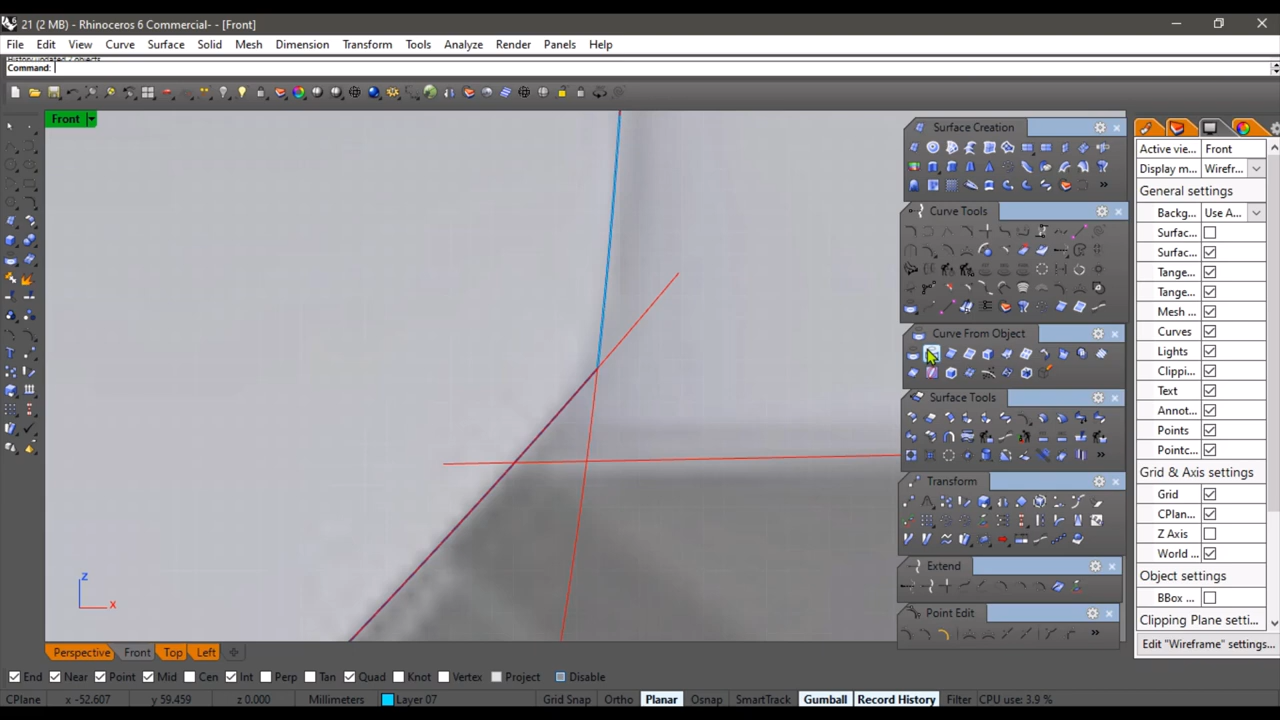 21 (2 MB) - Rhinoceros 6 Commercial- - [Front]
File Edit View Curve Surface Solid Mesh Dimension Transform Tools Analyze Render Panels Help
History updated 7 objects
Command:
Front
Surface Creation
Curve Tools
Curve From Object
Surface Tools
Transform
Extend
Point Edit
Active vie... Front
Display m... Wirefr...
General settings
Backg... Use A...
Surfac...
Surfac...
Tange...
Tange...
Mesh ...
Curves
Lights
Clippi...
Text
Annot...
Points
Pointc...
Grid & Axis settings
Grid
CPlan...
Z Axis
World ...
Object settings
BBox ...
Clipping Plane setti...
Edit "Wireframe" settings...
z
x
Perspective Front Top Left
End Near Point Mid Cen Int Perp Tan Quad Knot Vertex Project Disable
CPlane x -52.607 y 59.459 z 0.000 Millimeters Layer 07 Grid Snap Ortho Planar Osnap SmartTrack Gumball Record History Filter CPU use: 3.9 %